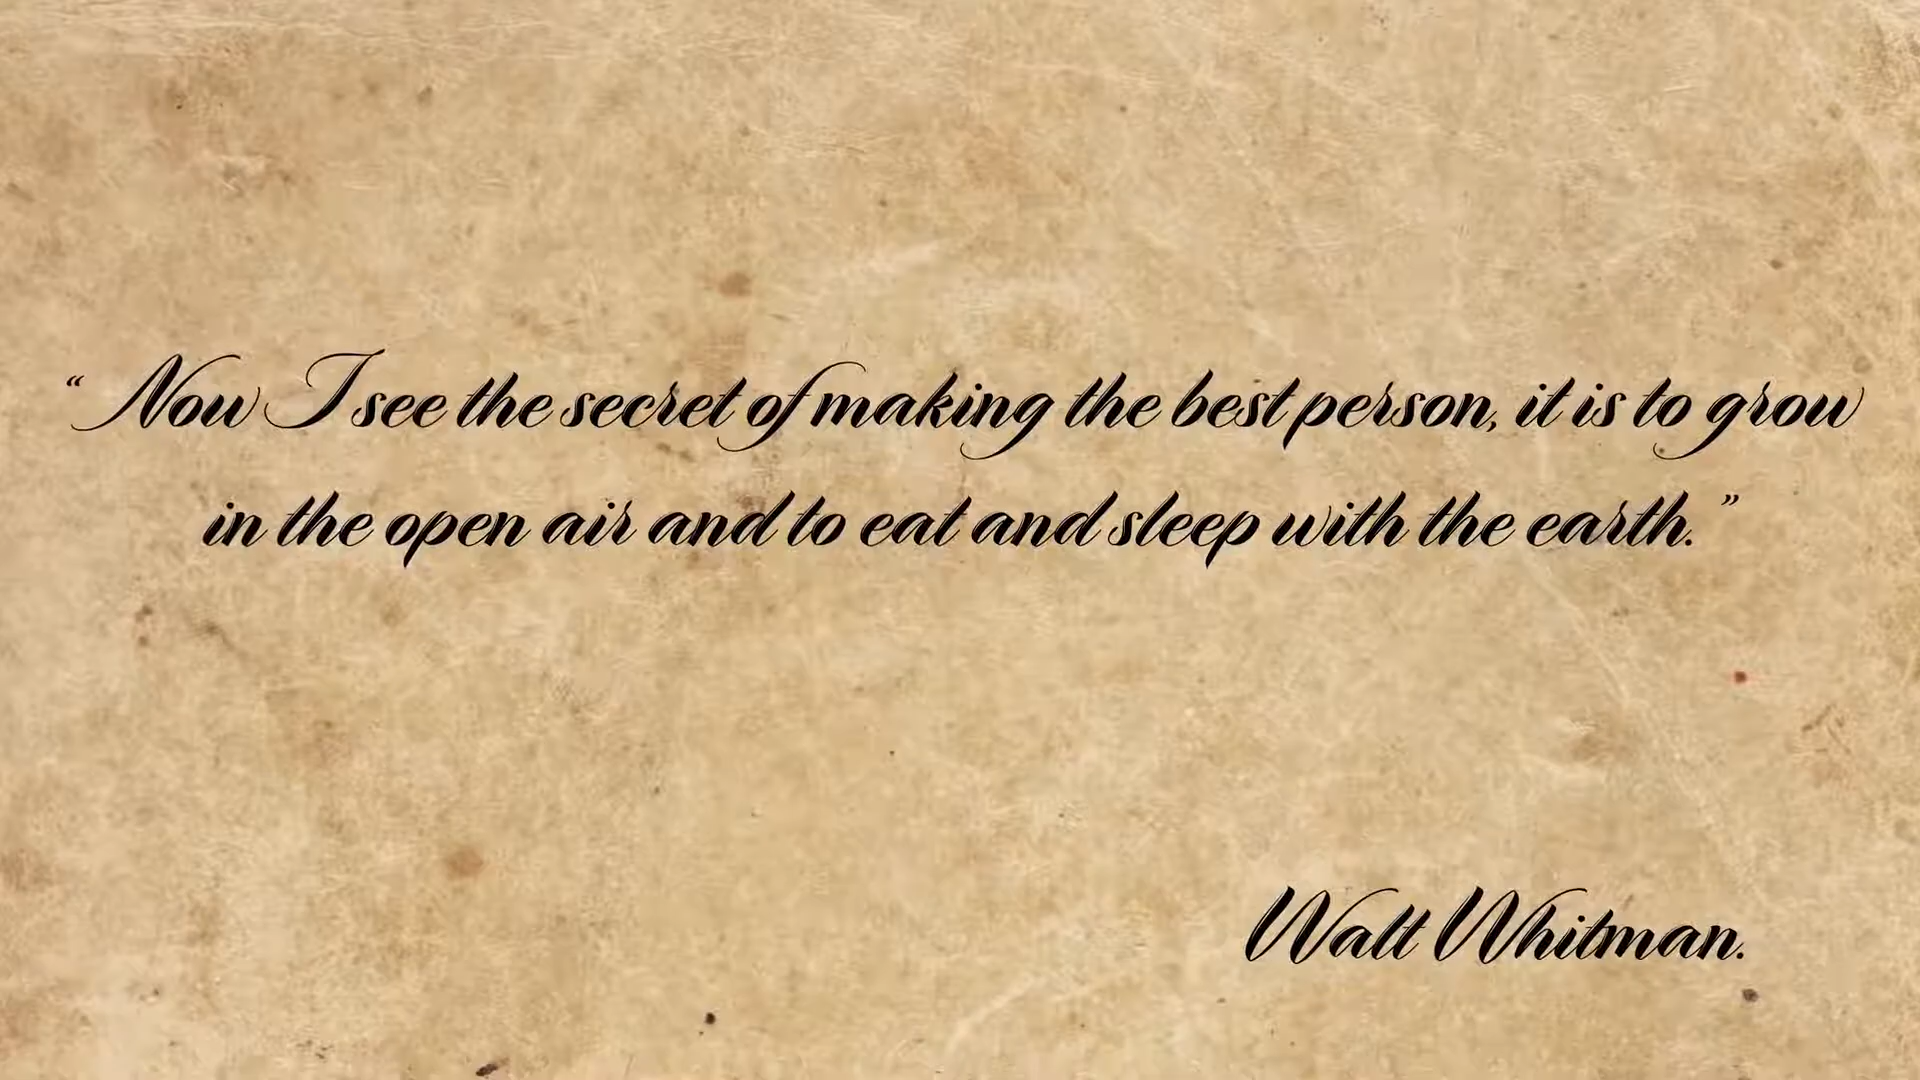 “ Now I see the secret of making the best person, it is to grow
in the open air and to eat and sleep with the earth. ”
Walt Whitman.